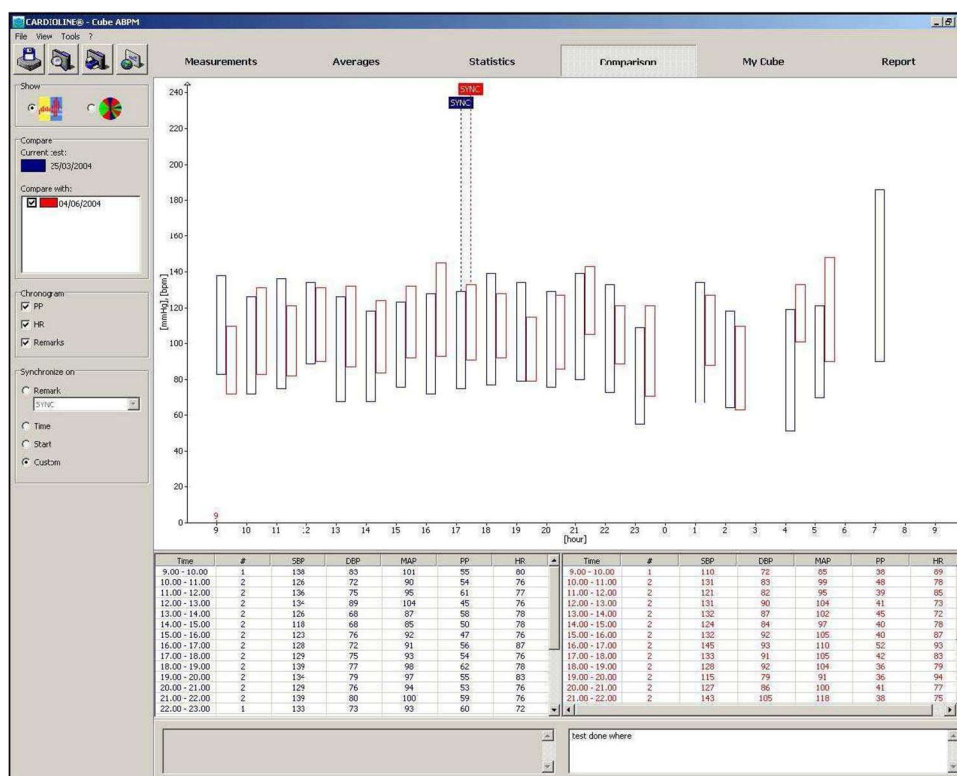 CARDIOLINE® - Cube ABPM
File View Tools ?
Measurements Averages Statistics Comparison My Cube Report
Show
Compare
Current test:
25/03/2004
Compare with:
04/06/2004
Chronogram
PP
HR
Remarks
Synchronize on
Remark
SYNC
Time
Start
Custom
SYNC
SYNC
[mmHg], [bpm]
240
220
200
180
160
140
120
100
80
60
40
20
0
9
9 10 11 12 13 14 15 16 17 18 19 20 21 22 23 0 1 2 3 4 5 6 7 8 9
[hour]
Time # SBP DBP MAP PP HR
9.00 - 10.00 1 138 83 101 55 80
10.00 - 11.00 2 126 72 90 54 76
11.00 - 12.00 2 136 75 95 61 77
12.00 - 13.00 2 134 89 104 45 76
13.00 - 14.00 2 126 68 87 58 78
14.00 - 15.00 2 118 68 85 50 78
15.00 - 16.00 2 123 76 92 47 76
16.00 - 17.00 2 128 72 91 56 87
17.00 - 18.00 2 129 75 93 54 76
18.00 - 19.00 2 139 77 98 62 78
19.00 - 20.00 2 134 79 97 55 83
20.00 - 21.00 2 129 76 94 53 76
21.00 - 22.00 2 139 80 100 59 76
22.00 - 23.00 1 133 73 93 60 72
Time # SBP DBP MAP PP HR
9.00 - 10.00 1 110 72 85 38 89
10.00 - 11.00 2 131 83 99 48 78
11.00 - 12.00 2 121 82 95 39 85
12.00 - 13.00 2 131 90 104 41 73
13.00 - 14.00 2 132 87 102 45 72
14.00 - 15.00 2 124 84 97 40 78
15.00 - 16.00 2 132 92 105 40 87
16.00 - 17.00 2 145 93 110 52 93
17.00 - 18.00 2 133 91 105 42 83
18.00 - 19.00 2 128 92 104 36 79
19.00 - 20.00 2 115 79 91 36 94
20.00 - 21.00 2 127 86 100 41 77
21.00 - 22.00 2 143 105 118 38 75
test done where